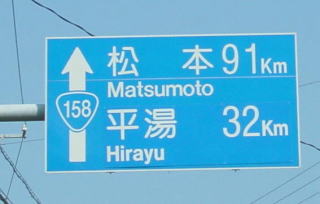 松本 91Km
Matsumoto
158
平湯 32Km
Hirayu